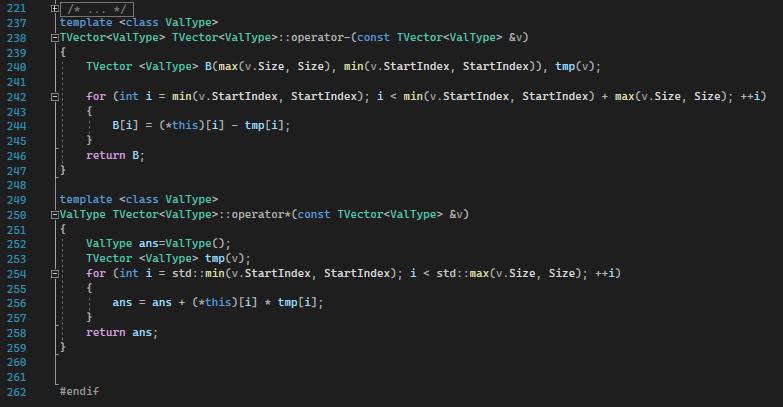 221 /* ... */
237 template <class ValType>
238 TVector<ValType> TVector<ValType>::operator-(const TVector<ValType> &v)
239 {
240     TVector <ValType> B(max(v.Size, Size), min(v.StartIndex, StartIndex)), tmp(v);
241
242     for (int i = min(v.StartIndex, StartIndex); i < min(v.StartIndex, StartIndex) + max(v.Size, Size); ++i)
243     {
244         B[i] = (*this)[i] - tmp[i];
245     }
246     return B;
247 }
248
249 template <class ValType>
250 ValType TVector<ValType>::operator*(const TVector<ValType> &v)
251 {
252     ValType ans=ValType();
253     TVector <ValType> tmp(v);
254     for (int i = std::min(v.StartIndex, StartIndex); i < std::max(v.Size, Size); ++i)
255     {
256         ans = ans + (*this)[i] * tmp[i];
257     }
258     return ans;
259 }
260
261
262 #endif